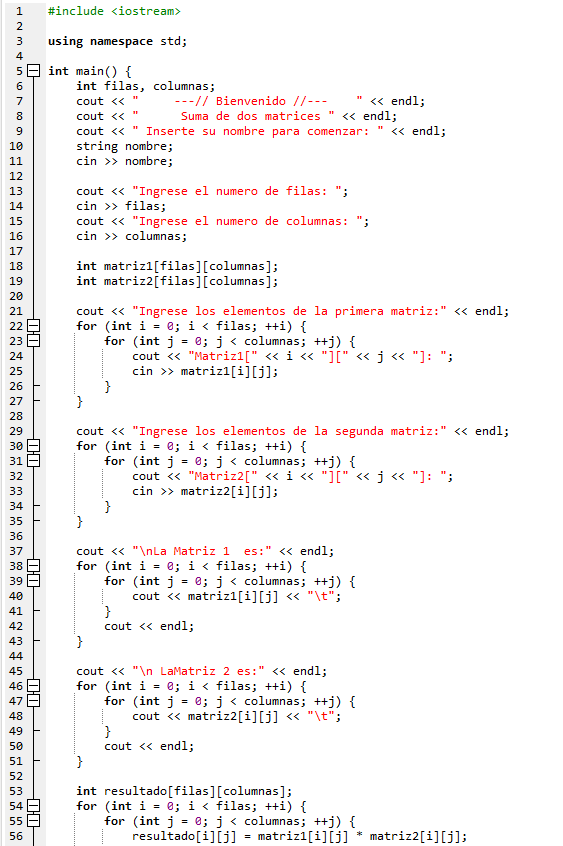 1 #include <iostream>
2
3 using namespace std;
4
5 int main() {
6     int filas, columnas;
7     cout << "     ---// Bienvenido //---    " << endl;
8     cout << "      Suma de dos matrices " << endl;
9     cout << " Inserte su nombre para comenzar: " << endl;
10     string nombre;
11     cin >> nombre;
12
13     cout << "Ingrese el numero de filas: ";
14     cin >> filas;
15     cout << "Ingrese el numero de columnas: ";
16     cin >> columnas;
17
18     int matriz1[filas][columnas];
19     int matriz2[filas][columnas];
20
21     cout << "Ingrese los elementos de la primera matriz:" << endl;
22     for (int i = 0; i < filas; ++i) {
23         for (int j = 0; j < columnas; ++j) {
24             cout << "Matriz1[" << i << "][" << j << "]: ";
25             cin >> matriz1[i][j];
26         }
27     }
28
29     cout << "Ingrese los elementos de la segunda matriz:" << endl;
30     for (int i = 0; i < filas; ++i) {
31         for (int j = 0; j < columnas; ++j) {
32             cout << "Matriz2[" << i << "][" << j << "]: ";
33             cin >> matriz2[i][j];
34         }
35     }
36
37     cout << "\nLa Matriz 1  es:" << endl;
38     for (int i = 0; i < filas; ++i) {
39         for (int j = 0; j < columnas; ++j) {
40             cout << matriz1[i][j] << "\t";
41         }
42         cout << endl;
43     }
44
45     cout << "\n LaMatriz 2 es:" << endl;
46     for (int i = 0; i < filas; ++i) {
47         for (int j = 0; j < columnas; ++j) {
48             cout << matriz2[i][j] << "\t";
49         }
50         cout << endl;
51     }
52
53     int resultado[filas][columnas];
54     for (int i = 0; i < filas; ++i) {
55         for (int j = 0; j < columnas; ++j) {
56             resultado[i][j] = matriz1[i][j] * matriz2[i][j];